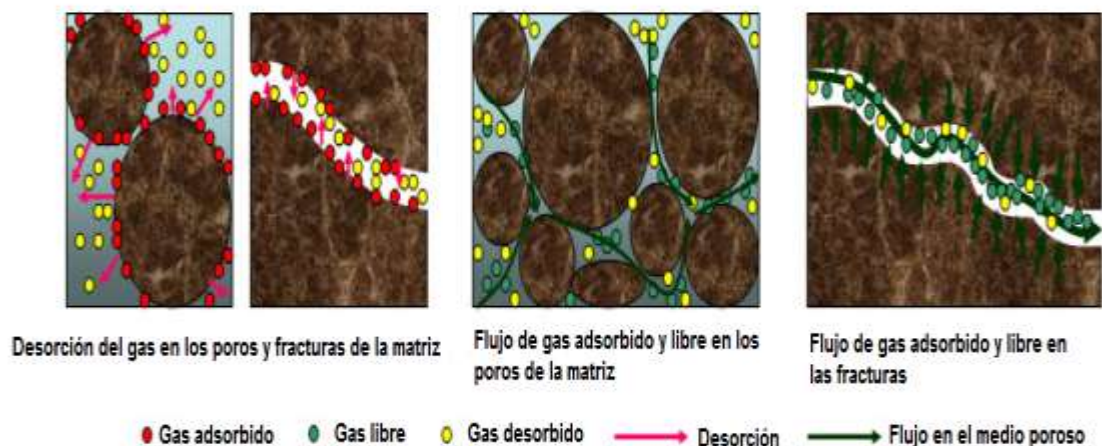 Desorción del gas en los poros y fracturas de la matriz
Flujo de gas adsorbido y libre en los
poros de la matriz
Flujo de gas adsorbido y libre en
las fracturas
Gas adsorbido Gas libre Gas desorbido Desorción Flujo en el medio poroso